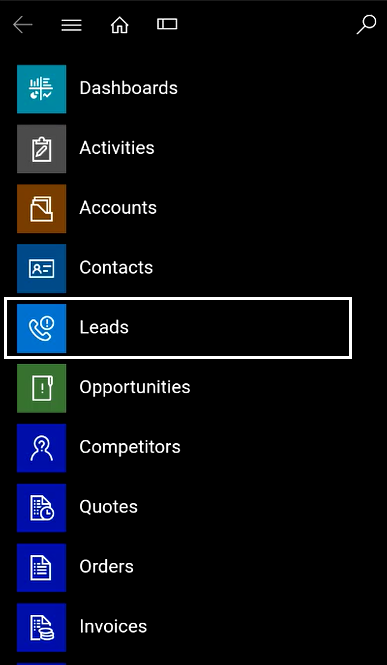 Dashboards
Activities
Accounts
Contacts
Leads
Opportunities
Competitors
Quotes
Orders
Invoices